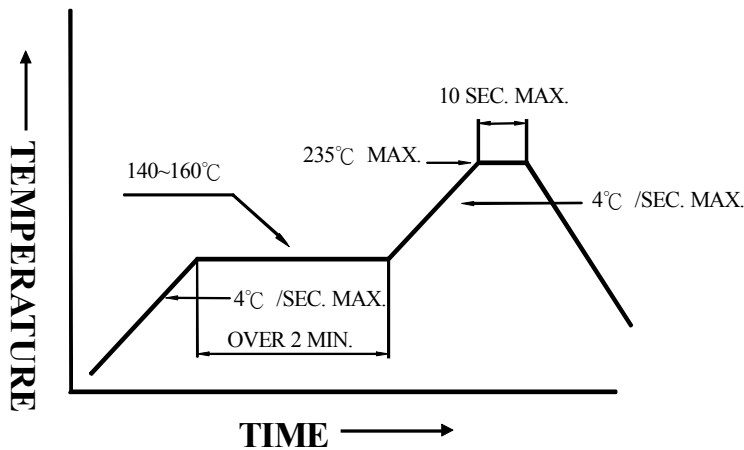 10 SEC. MAX.
235℃ MAX.
140~160℃
4℃ /SEC. MAX.
4℃ /SEC. MAX.
OVER 2 MIN.
TEMPERATURE
TIME